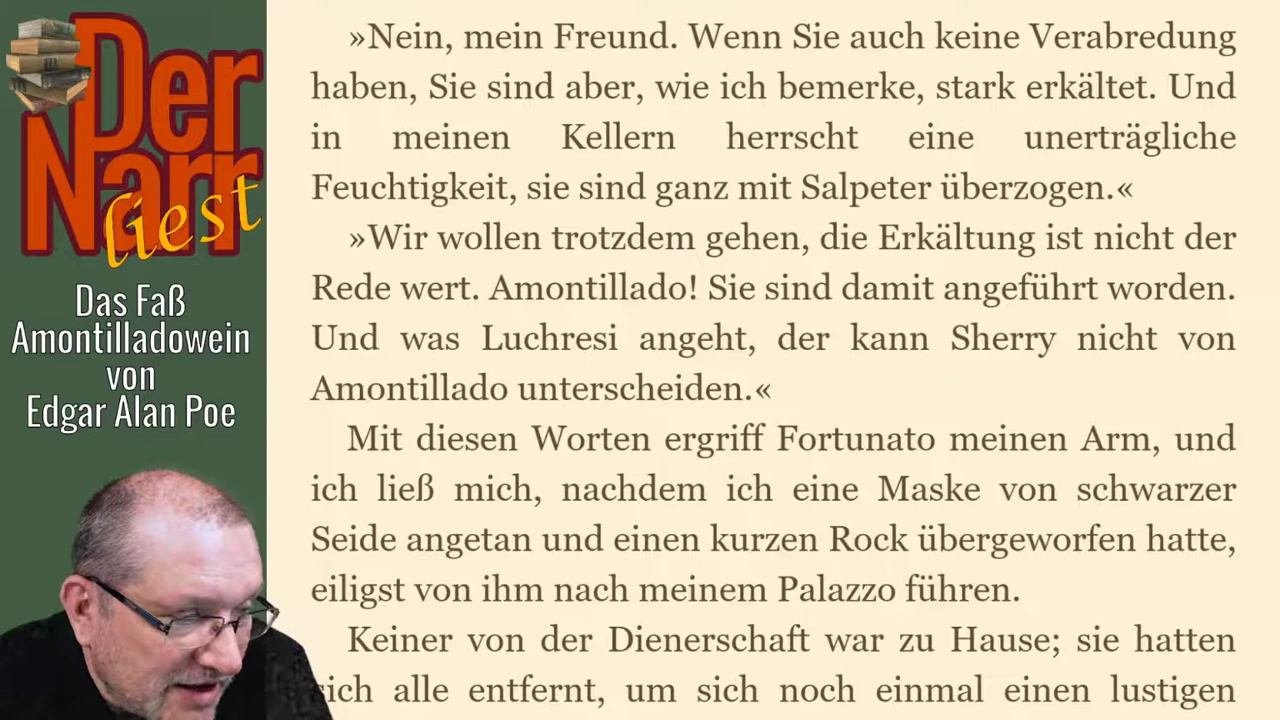 Der
Narr
liest
Das Faß
Amontilladowein
von
Edgar Alan Poe
»Nein, mein Freund. Wenn Sie auch keine Verabredung
haben, Sie sind aber, wie ich bemerke, stark erkältet. Und
in meinen Kellern herrscht eine unerträgliche
Feuchtigkeit, sie sind ganz mit Salpeter überzogen.«
»Wir wollen trotzdem gehen, die Erkältung ist nicht der
Rede wert. Amontillado! Sie sind damit angeführt worden.
Und was Luchresi angeht, der kann Sherry nicht von
Amontillado unterscheiden.«
Mit diesen Worten ergriff Fortunato meinen Arm, und
ich ließ mich, nachdem ich eine Maske von schwarzer
Seide angetan und einen kurzen Rock übergeworfen hatte,
eiligst von ihm nach meinem Palazzo führen.
Keiner von der Dienerschaft war zu Hause; sie hatten
sich alle entfernt, um sich noch einmal einen lustigen